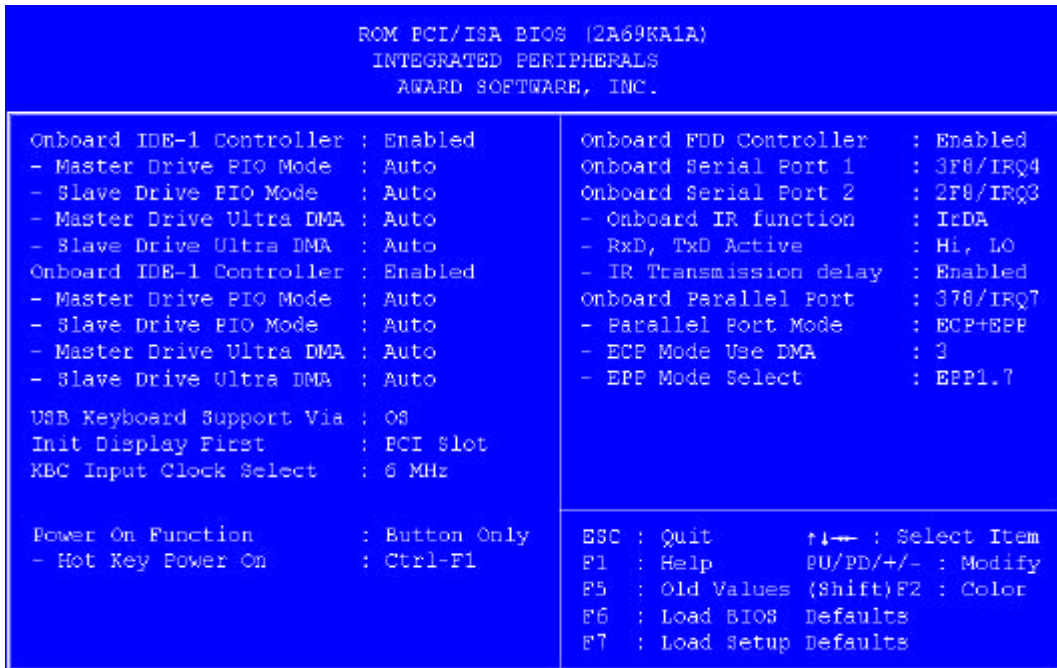 ROM PCI/ISA BIOS (2A69KA1A)
INTEGRATED PERIPHERALS
AWARD SOFTWARE, INC.
Onboard IDE-1 Controller : Enabled
- Master Drive PIO Mode : Auto
- Slave Drive PIO Mode : Auto
- Master Drive Ultra DMA : Auto
- Slave Drive Ultra DMA : Auto
Onboard IDE-1 Controller : Enabled
- Master Drive PIO Mode : Auto
- Slave Drive PIO Mode : Auto
- Master Drive Ultra DMA : Auto
- Slave Drive Ultra DMA : Auto
USB Keyboard Support Via : OS
Init Display First : PCI Slot
KBC Input Clock Select : 6 MHz
Power On Function : Button Only
- Hot Key Power On : Ctrl-F1
Onboard FDD Controller : Enabled
Onboard Serial Port 1 : 3F8/IRQ4
Onboard Serial Port 2 : 2F8/IRQ3
- Onboard IR function : IrDA
- RxD, TxD Active : Hi, LO
- IR Transmission delay : Enabled
Onboard Parallel Port : 378/IRQ7
- Parallel Port Mode : ECP+EPP
- ECP Mode Use DMA : 3
- EPP Mode Select : EPP1.7
ESC : Quit ↑↓→← : Select Item
F1 : Help PU/PD/+/- : Modify
F5 : Old Values (Shift)F2 : Color
F6 : Load BIOS Defaults
F7 : Load Setup Defaults